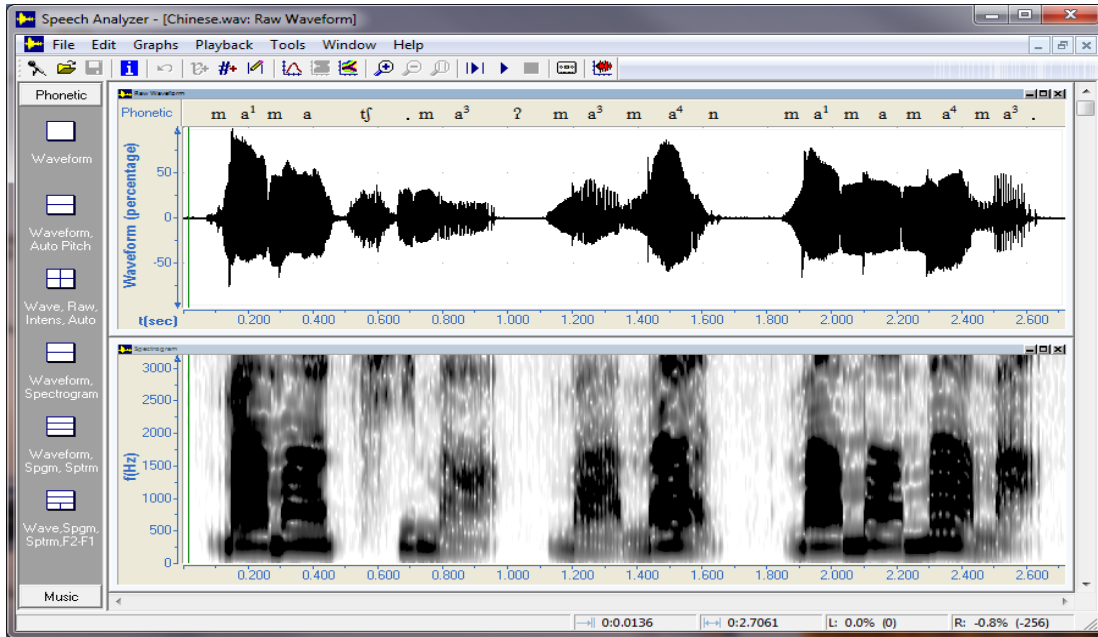 Speech Analyzer - [Chinese.wav: Raw Waveform]
File Edit Graphs Playback Tools Window Help
Phonetic
Waveform
Waveform,
Auto Pitch
Wave, Raw,
Intens, Auto
Waveform,
Spectrogram
Waveform,
Spgm, Sptrm
Wave,Spgm,
Sptrm,F2-F1
Music
Raw Waveform
Phonetic m a¹ m a tʃ . m a³ ? m a³ m a⁴ n m a¹ m a m a⁴ m a³ .
Waveform (percentage)
50
0
-50
t(sec) 0.200 0.400 0.600 0.800 1.000 1.200 1.400 1.600 1.800 2.000 2.200 2.400 2.600
Spectrogram
f(Hz)
3000
2500
2000
1500
1000
500
0
0.200 0.400 0.600 0.800 1.000 1.200 1.400 1.600 1.800 2.000 2.200 2.400 2.600
0:0.0136 0:2.7061 L: 0.0% (0) R: -0.8% (-256)